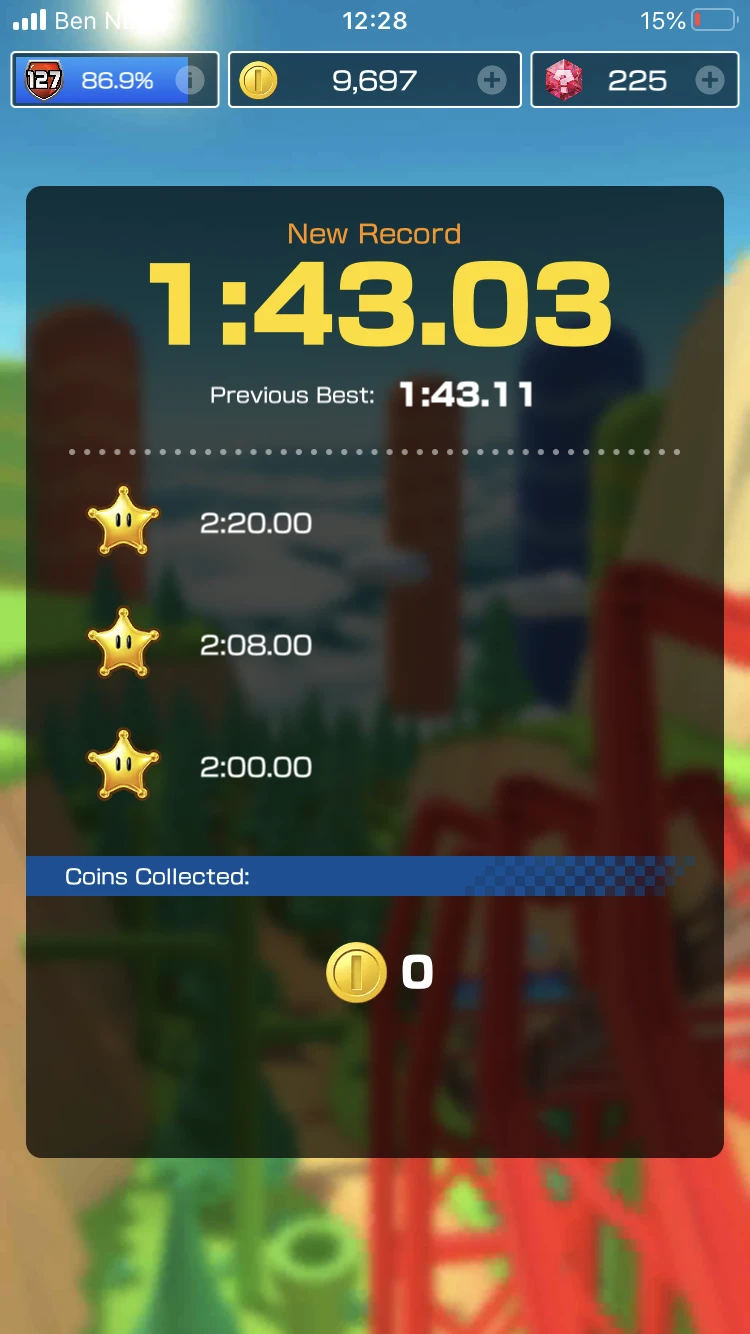 Ben 12:28 15%
127 86.9% i 9,697 + ? 225 +
New Record
1:43.03
Previous Best: 1:43.11
2:20.00
2:08.00
2:00.00
Coins Collected:
0